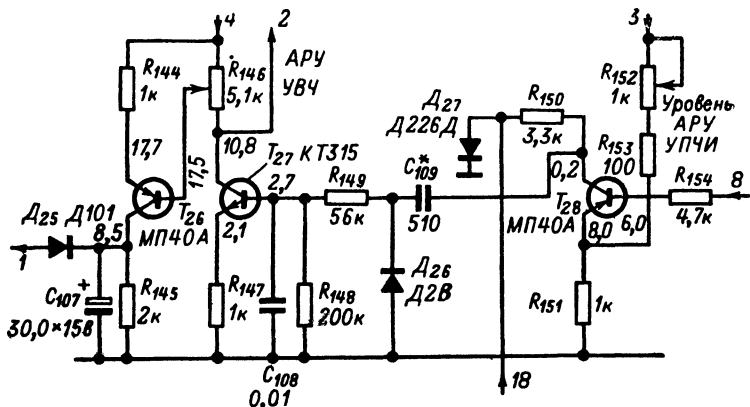 4
2
3
АРУ
УВЧ
R144
1к
R146
5,1к
17,7
17,5
10,8
T27 КТ315
2,7
2,1
T26
МП40А
Д25 Д101
8,5
1
C107 +
30,0×15в
R145
2к
R147
1к
C108
0,01
R148
200к
R149
56к
C109*
510
Д26
Д2В
Д27
Д226Д
R150
3,3к
0,2
T28
МП40А
8,0
6,0
R151
1к
R152
1к
Уровень
АРУ
УПЧИ
R153
100
R154
4,7к
8
18